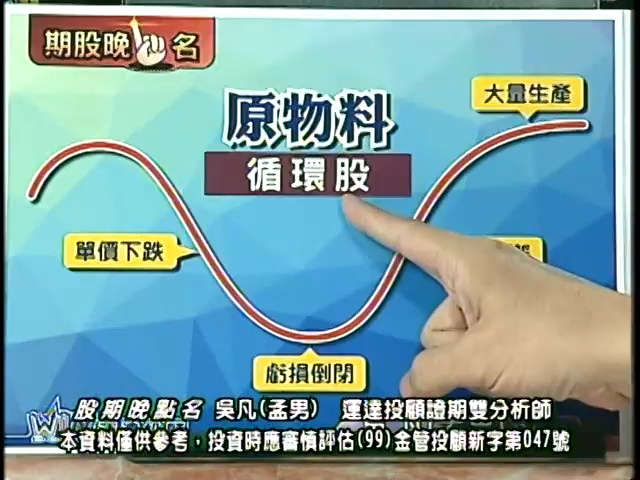 期股晚 名
原物料
循環股
大量生產
單價下跌
虧損倒閉
股期晚點名 吳凡(孟男) 運達投顧證期雙分析師
本資料僅供參考，投資時應審慎評估(99)金管投顧新字第047號